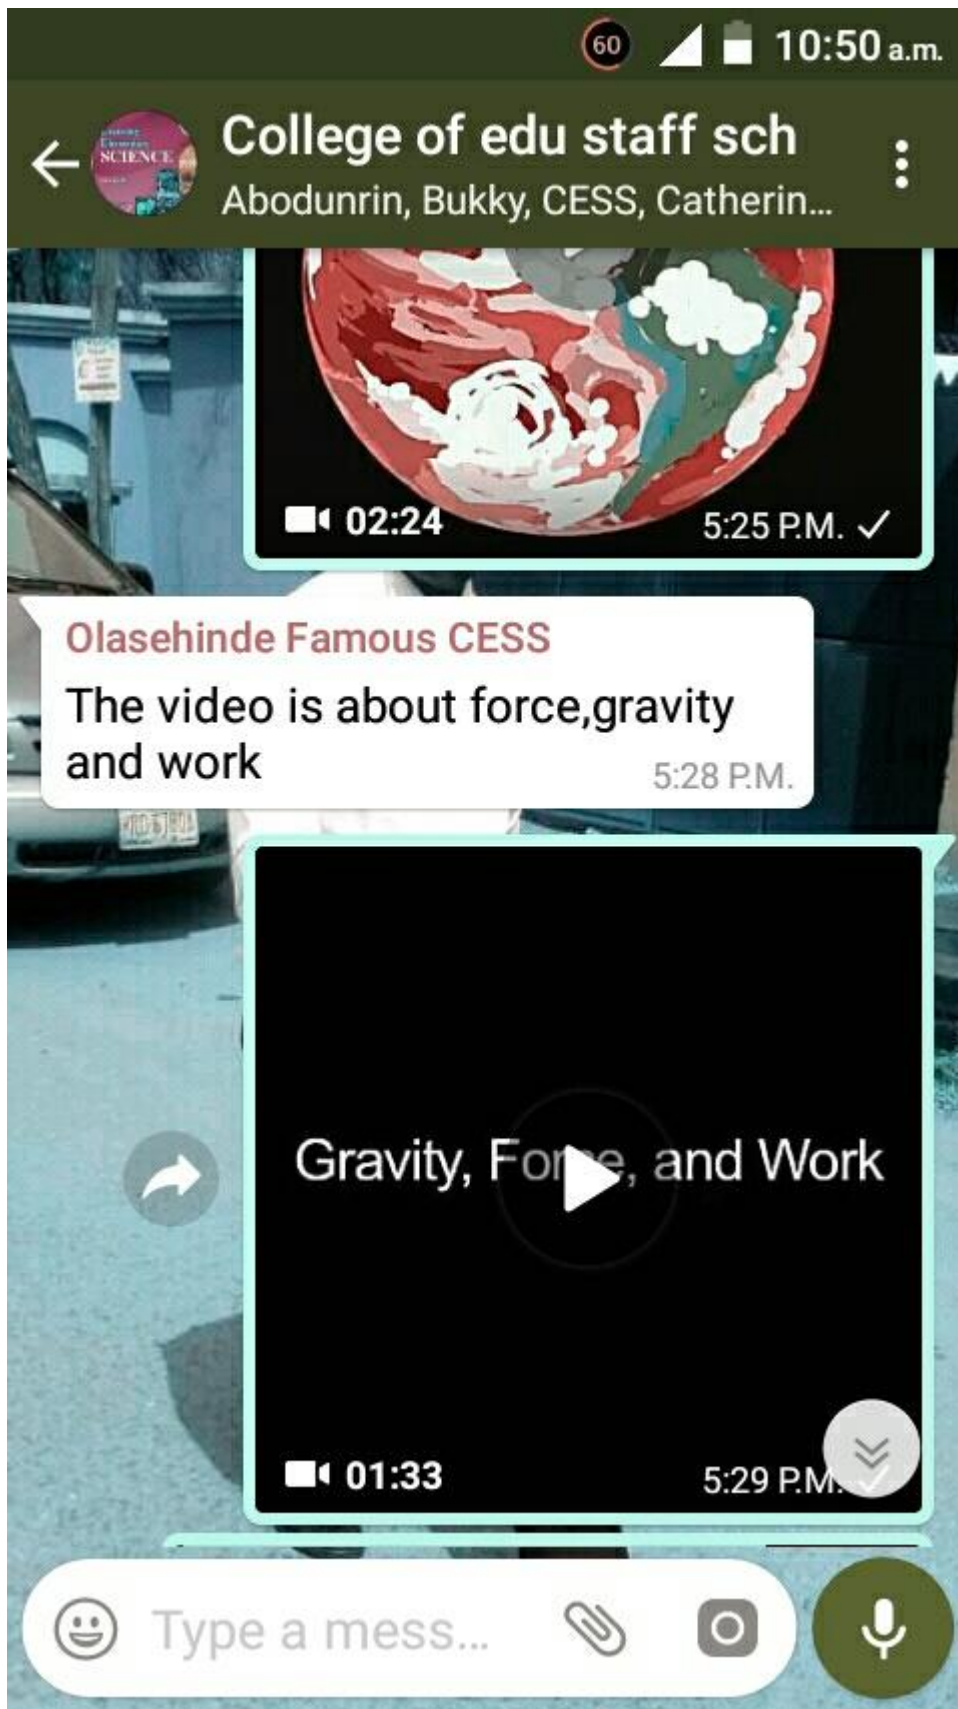 60 10:50 a.m.
SCIENCE
College of edu staff sch
Abodunrin, Bukky, CESS, Catherin...
02:24 5:25 P.M.
Olasehinde Famous CESS
The video is about force,gravity
and work
5:28 P.M.
Gravity, Force, and Work
01:33 5:29 P.M.
Type a mess...